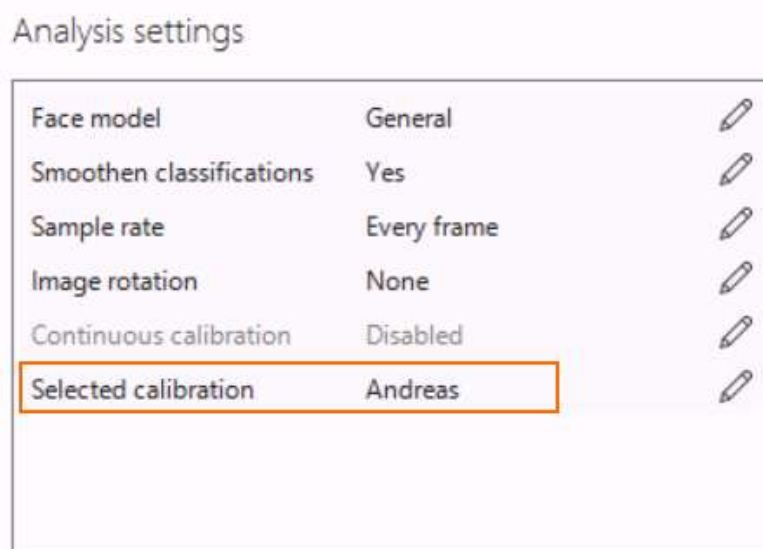 Analysis settings
Face model General
Smoothen classifications Yes
Sample rate Every frame
Image rotation None
Continuous calibration Disabled
Selected calibration Andreas